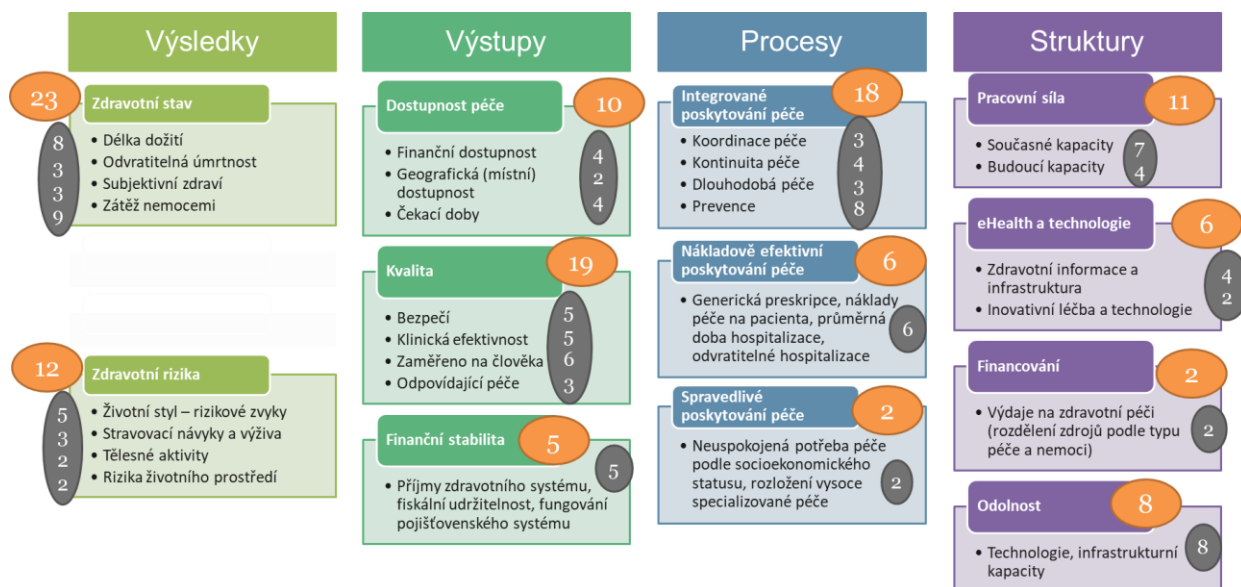 Výsledky
23
Zdravotní stav
8
• Délka dožití
3
• Odvratitelná úmrtnost
3
• Subjektivní zdraví
9
• Zátěž nemocemi
12
Zdravotní rizika
5
• Životní styl – rizikové zvyky
3
• Stravovací návyky a výživa
2
• Tělesné aktivity
2
• Rizika životního prostředí
Výstupy
Dostupnost péče
10
• Finanční dostupnost
4
• Geografická (místní)
dostupnost
2
• Čekací doby
4
Kvalita
19
• Bezpečí
5
• Klinická efektivnost
5
• Zaměřeno na člověka
6
• Odpovídající péče
3
Finanční stabilita
5
• Příjmy zdravotního systému,
fiskální udržitelnost, fungování
pojišťovenského systému
5
Procesy
Integrované
poskytování péče
18
• Koordinace péče
3
• Kontinuita péče
4
• Dlouhodobá péče
3
• Prevence
8
Nákladově efektivní
poskytování péče
6
• Generická preskripce, náklady
péče na pacienta, průměrná
doba hospitalizace,
odvratitelné hospitalizace
6
Spravedlivé
poskytování péče
2
• Neuspokojená potřeba péče
podle socioekonomického
statusu, rozložení vysoce
specializované péče
2
Struktury
Pracovní síla
11
• Současné kapacity
7
• Budoucí kapacity
4
eHealth a technologie
6
• Zdravotní informace a
infrastruktura
4
• Inovativní léčba a technologie
2
Financování
2
• Výdaje na zdravotní péči
(rozdělení zdrojů podle typu
péče a nemoci)
2
Odolnost
8
• Technologie, infrastrukturní
kapacity
8